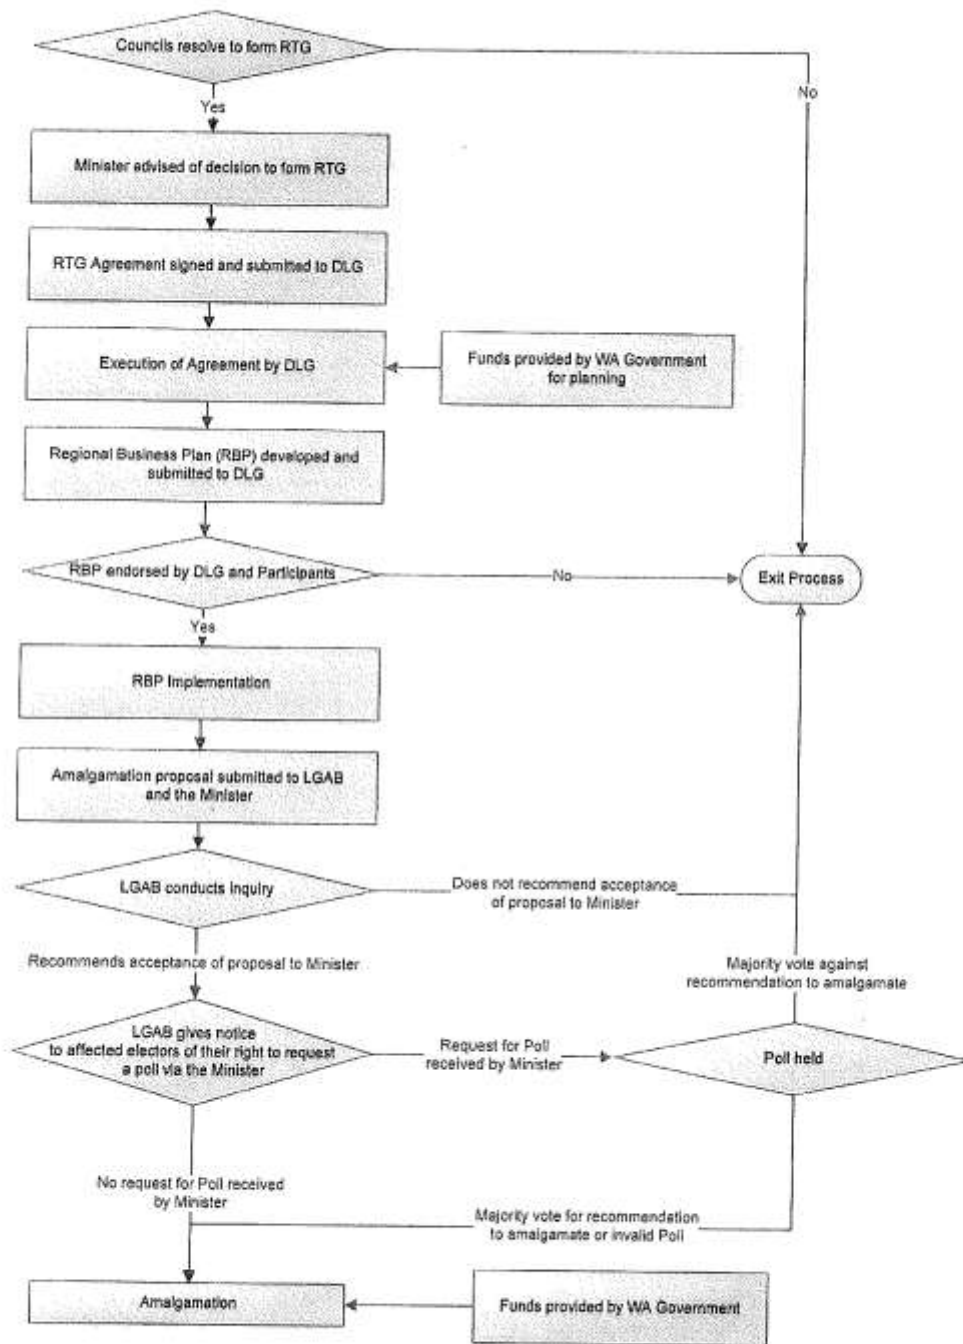 Councils resolve to form RTG
No
Yes
Minister advised of decision to form RTG
RTG Agreement signed and submitted to DLG
Execution of Agreement by DLG
Funds provided by WA Government
for planning
Regional Business Plan (RBP) developed and
submitted to DLG
RBP endorsed by DLG and Participants
No
Exit Process
Yes
RBP Implementation
Amalgamation proposal submitted to LGAB
and the Minister
LGAB conducts inquiry
Does not recommend acceptance
of proposal to Minister
Recommends acceptance of proposal to Minister
Majority vote against
recommendation to amalgamate
LGAB gives notice
to affected electors of their right to request
a poll via the Minister
Request for Poll
received by Minister
Poll held
No request for Poll received
by Minister
Majority vote for recommendation
to amalgamate or invalid Poll
Amalgamation
Funds provided by WA Government